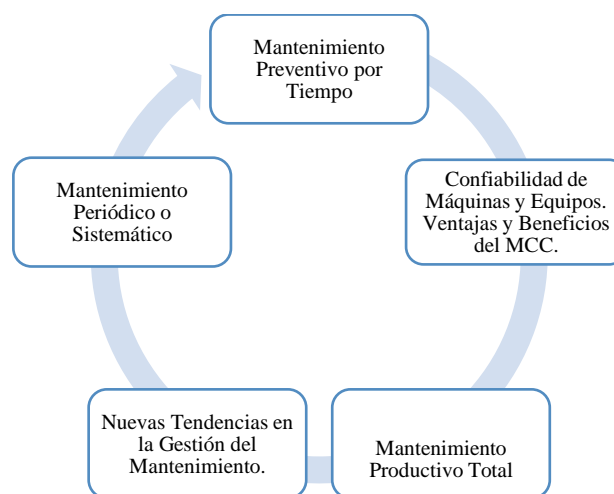 Mantenimiento
Preventivo por
Tiempo
Confiabilidad de
Máquinas y Equipos.
Ventajas y Beneficios
del MCC.
Mantenimiento
Productivo Total
Nuevas Tendencias en
la Gestión del
Mantenimiento.
Mantenimiento
Periódico o
Sistemático